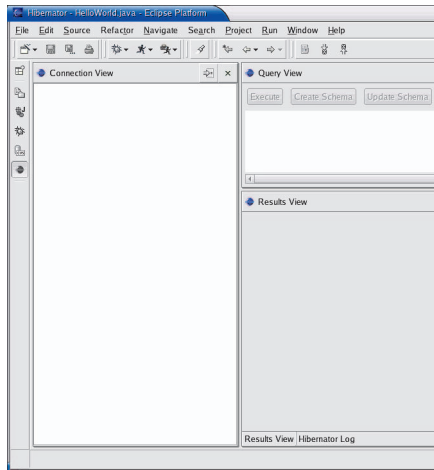 Hibernator - HelloWorld.java - Eclipse Platform
File Edit Source Refactor Navigate Search Project Run Window Help
Connection View
Query View
Execute Create Schema Update Schema
Results View
Results View Hibernator Log